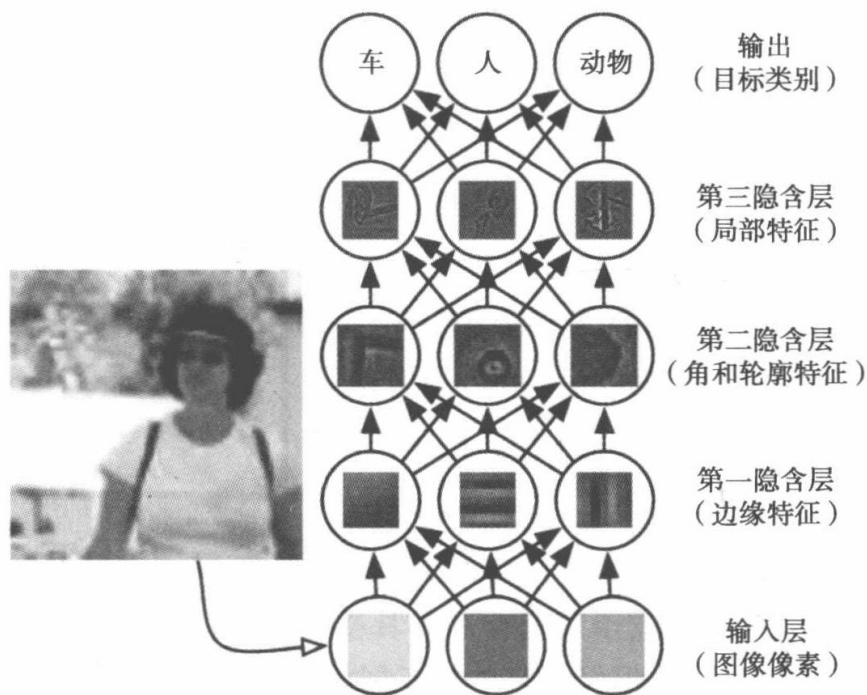 车 人 动物
输出
（目标类别）
第三隐含层
（局部特征）
第二隐含层
（角和轮廓特征）
第一隐含层
（边缘特征）
输入层
（图像像素）